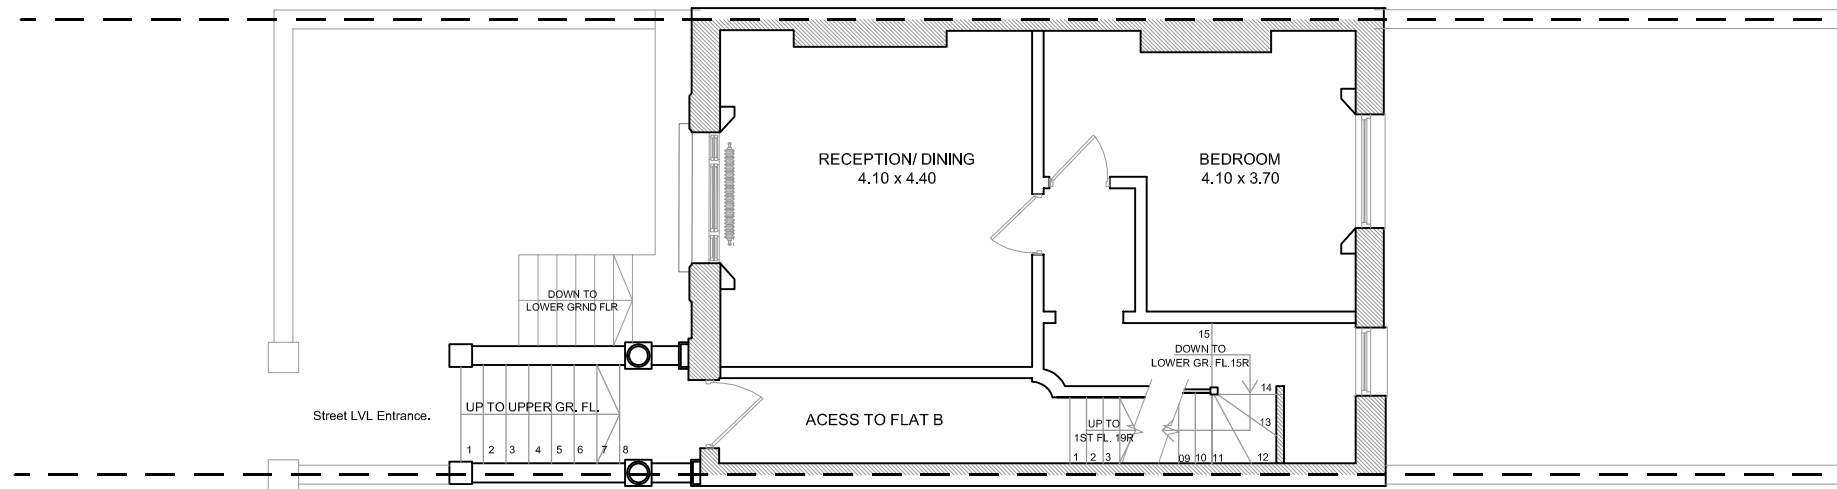 RECEPTION/ DINING
4.10 x 4.40
BEDROOM
4.10 x 3.70
DOWN TO
LOWER GRND FLR
15
DOWN TO
LOWER GR. FL.15R
14
13
12
Street LVL Entrance.
UP TO UPPER GR. FL.
1 2 3 4 5 6 7 8
ACESS TO FLAT B
UP TO
1ST FL. 19R
1 2 3
09 10 11